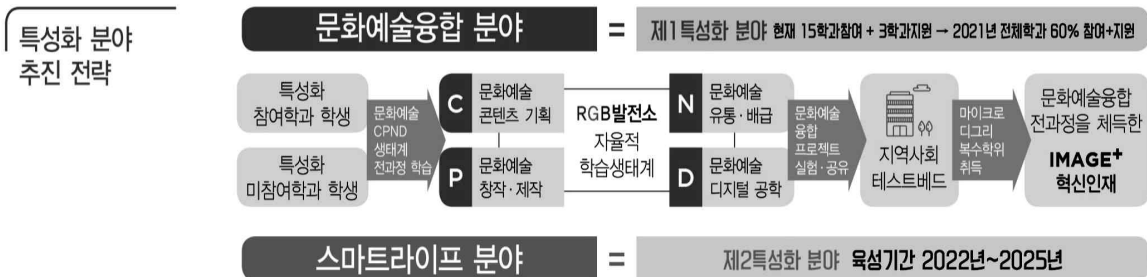 특성화 분야
추진 전략
문화예술융합 분야 = 제1특성화 분야 현재 15학과참여 + 3학과지원 → 2021년 전체학과 60% 참여+지원
특성화
참여학과 학생
특성화
미참여학과 학생
문화예술
CPND
생태계
전과정 학습
C
문화예술
콘텐츠 기획
P
문화예술
창작·제작
RGB발전소
자율적
학습생태계
N
문화예술
유통·배급
D
문화예술
디지털 공학
문화예술
융합
프로젝트
실험·공유
지역사회
테스트베드
마이크로
디그리
복수학위
취득
문화예술융합
전과정을 체득한
IMAGE+
혁신인재
스마트라이프 분야 = 제2특성화 분야 육성기간 2022년~2025년